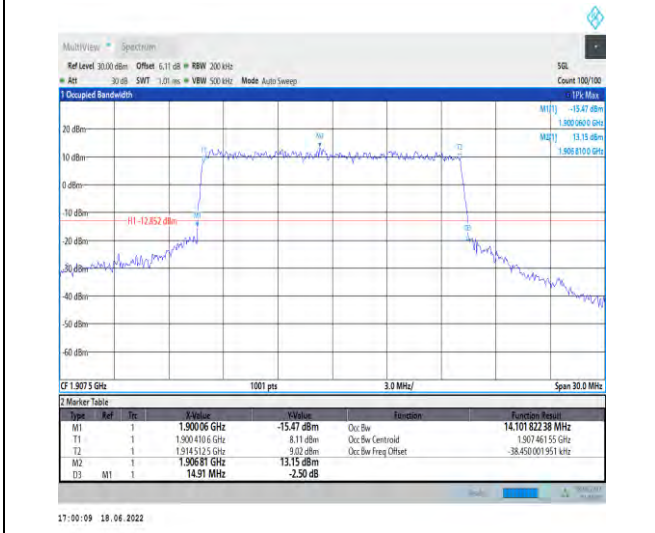 MultiView Spectrum
Ref Level 30.00 dBm Offset 6.11 dB RBW 200 kHz SGL
Att 30 dB SWT 1.01 ms VBW 500 kHz Mode Auto Sweep Count 100/100
1 Occupied Bandwidth 1Pk Max
M1[1] -15.47 dBm
1.900 060 0 GHz
M2[1] 13.15 dBm
1.906 810 0 GHz
20 dBm
10 dBm
0 dBm
-10 dBm
H1 -12.852 dBm
-20 dBm
-30 dBm
-40 dBm
-50 dBm
-60 dBm
CF 1.907 5 GHz 1001 pts 3.0 MHz/ Span 30.0 MHz
2 Marker Table
Type Ref Trc X-Value Y-Value Function Function Result
M1 1 1.900 06 GHz -15.47 dBm Occ Bw 14.101 822 38 MHz
T1 1 1.900 410 6 GHz 8.11 dBm Occ Bw Centroid 1.907 461 55 GHz
T2 1 1.914 512 5 GHz 9.02 dBm Occ Bw Freq Offset -38.450 001 951 kHz
M2 1 1.906 81 GHz 13.15 dBm
D3 M1 1 14.91 MHz -2.50 dB
17:00:09 18.06.2022